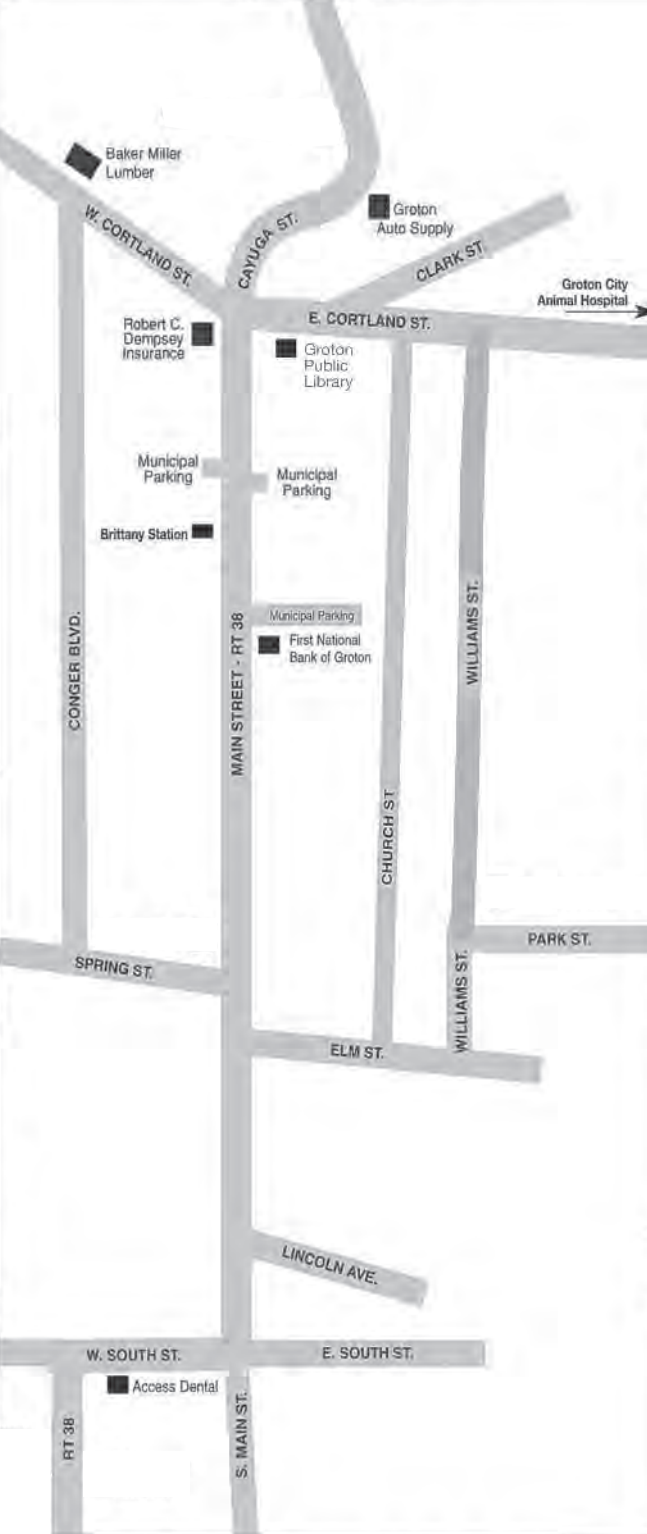 Baker Miller
Lumber
W. CORTLAND ST.
CAYUGA ST.
Groton
Auto Supply
CLARK ST.
Groton City
Animal Hospital
E. CORTLAND ST.
Robert C.
Dempsey
Insurance
Groton
Public
Library
Municipal
Parking
Municipal
Parking
Brittany Station
Municipal Parking
First National
Bank of Groton
CONGER BLVD.
MAIN STREET - RT 38
WILLIAMS ST.
CHURCH ST.
PARK ST.
SPRING ST.
WILLIAMS ST.
ELM ST.
LINCOLN AVE.
W. SOUTH ST.
E. SOUTH ST.
Access Dental
RT 38
S. MAIN ST.